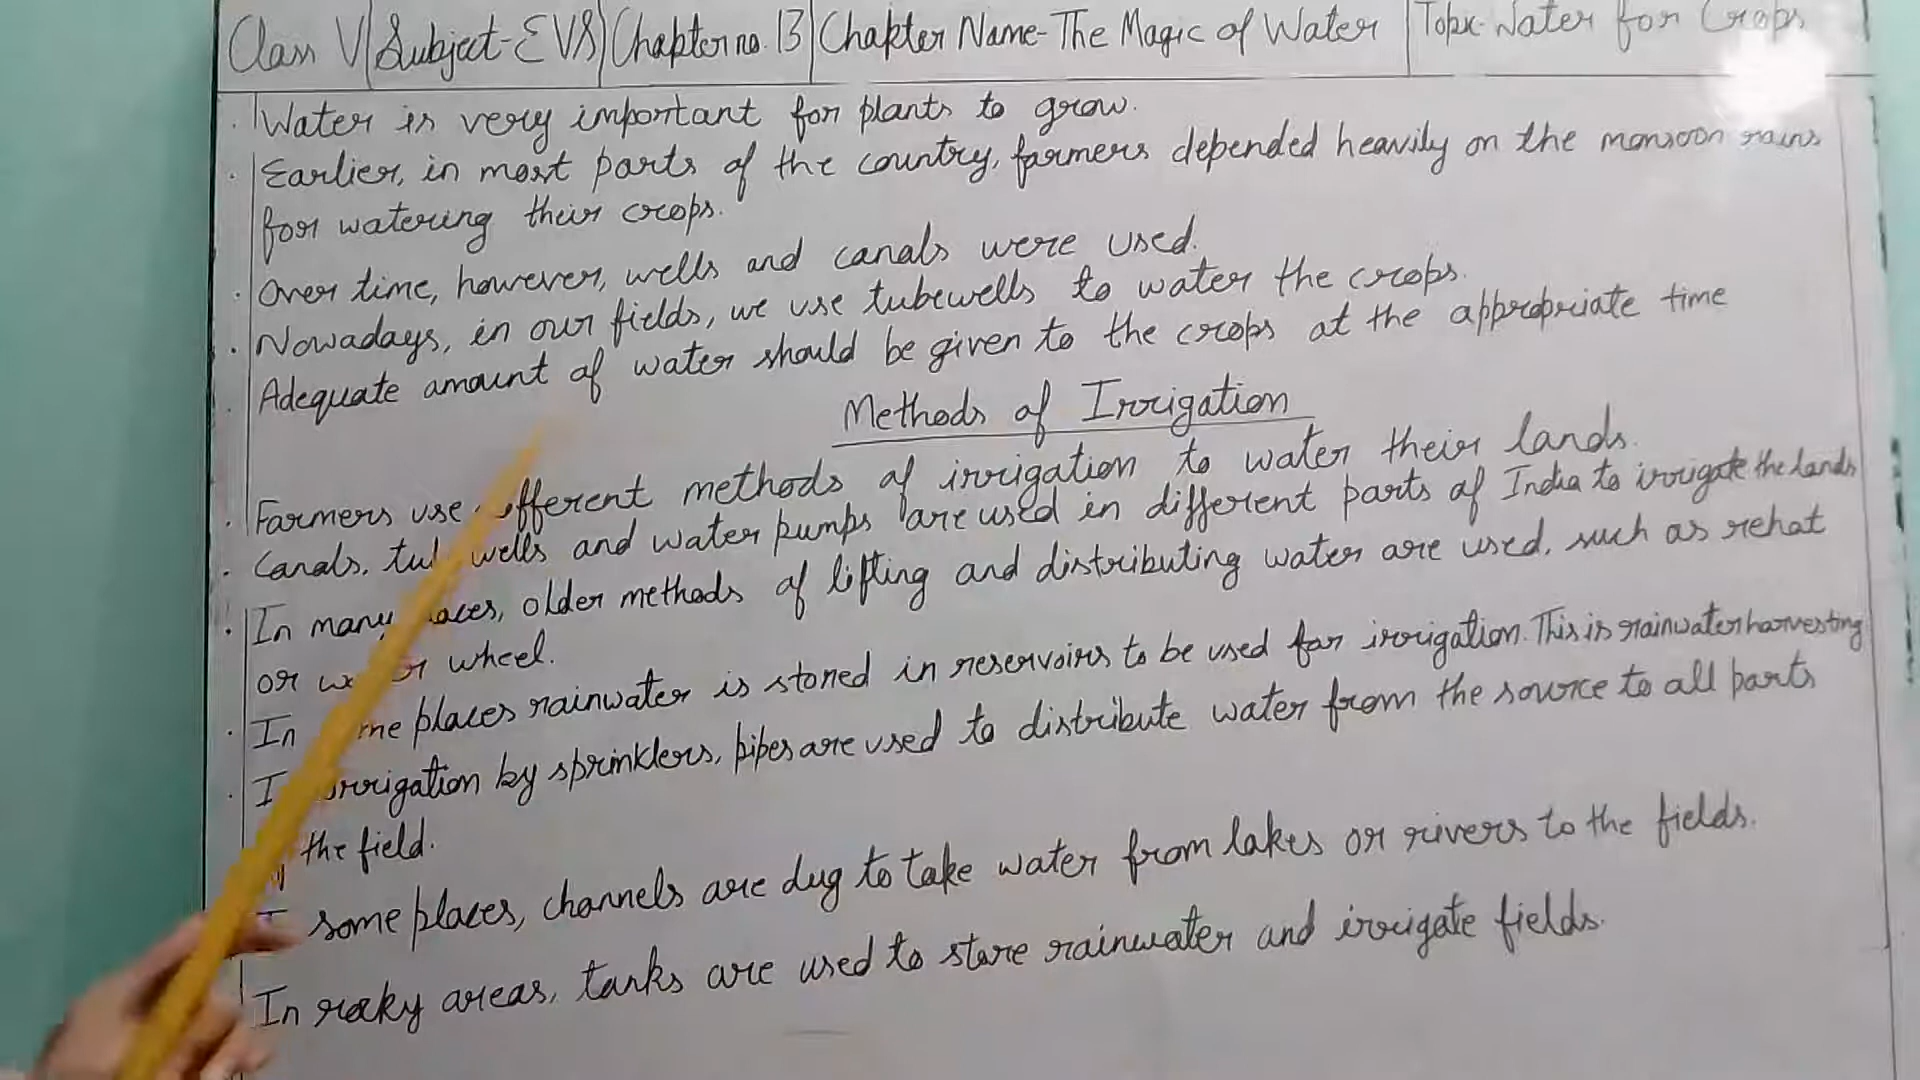 Class V Subject-EVS Chapter no. 13 Chapter Name-The Magic of Water Topic-Water for Crops
. Water is very important for plants to grow.
. Earlier, in most parts of the country, farmers depended heavily on the monsoon rains
for watering their crops.
. Over time, however, wells and canals were used.
. Nowadays, in our fields, we use tubewells to water the crops.
. Adequate amount of water should be given to the crops at the appropriate time
Methods of Irrigation
. Farmers use different methods of irrigation to water their lands.
. Canals, wells and water pumps are used in different parts of India to irrigate the lands
. In many places, older methods of lifting and distributing water are used, such as rehat
or water wheel.
. In some places rainwater is stored in reservoirs to be used for irrigation. This is rainwater harvesting
. In irrigation by sprinklers, pipes are used to distribute water from the source to all parts
of the field.
some places, channels are dug to take water from lakes or rivers to the fields.
In rocky areas, tanks are used to store rainwater and irrigate fields.